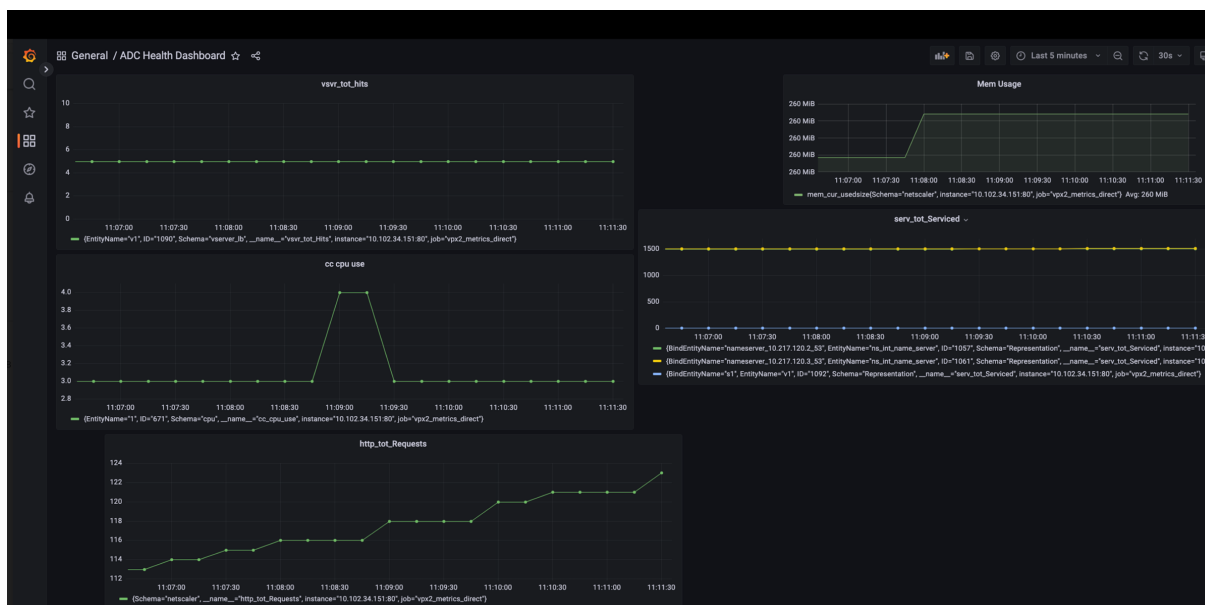 General / ADC Health Dashboard
Last 5 minutes
30s
vsvr_tot_hits
10
8
6
4
2
0
11:07:00 11:07:30 11:08:00 11:08:30 11:09:00 11:09:30 11:10:00 11:10:30 11:11:00 11:11:30
{EntityName="v1", ID="1090", Schema="vserver_lb", __name__="vsvr_tot_Hits", instance="10.102.34.151:80", job="vpx2_metrics_direct"}
Mem Usage
260 MiB
260 MiB
260 MiB
260 MiB
260 MiB
11:07:00 11:07:30 11:08:00 11:08:30 11:09:00 11:09:30 11:10:00 11:10:30 11:11:00 11:11:30
mem_cur_usedsize{Schema="netscaler", instance="10.102.34.151:80", job="vpx2_metrics_direct"} Avg: 260 MiB
serv_tot_Serviced
1500
1000
500
0
11:07:00 11:07:30 11:08:00 11:08:30 11:09:00 11:09:30 11:10:00 11:10:30 11:11:00 11:11:3
{BindEntityName="nameserver_10.217.120.2_53", EntityName="ns_int_name_server", ID="1057", Schema="Representation", __name__="serv_tot_Serviced", instance="10
{BindEntityName="nameserver_10.217.120.3_53", EntityName="ns_int_name_server", ID="1061", Schema="Representation", __name__="serv_tot_Serviced", instance="10
{BindEntityName="s1", EntityName="v1", ID="1092", Schema="Representation", __name__="serv_tot_Serviced", instance="10.102.34.151:80", job="vpx2_metrics_direct"}
cc cpu use
4.0
3.8
3.6
3.4
3.2
3.0
2.8
11:07:00 11:07:30 11:08:00 11:08:30 11:09:00 11:09:30 11:10:00 11:10:30 11:11:00 11:11:30
{EntityName="1", ID="671", Schema="cpu", __name__="cc_cpu_use", instance="10.102.34.151:80", job="vpx2_metrics_direct"}
http_tot_Requests
124
122
120
118
116
114
112
11:07:00 11:07:30 11:08:00 11:08:30 11:09:00 11:09:30 11:10:00 11:10:30 11:11:00 11:11:30
{Schema="netscaler", __name__="http_tot_Requests", instance="10.102.34.151:80", job="vpx2_metrics_direct"}